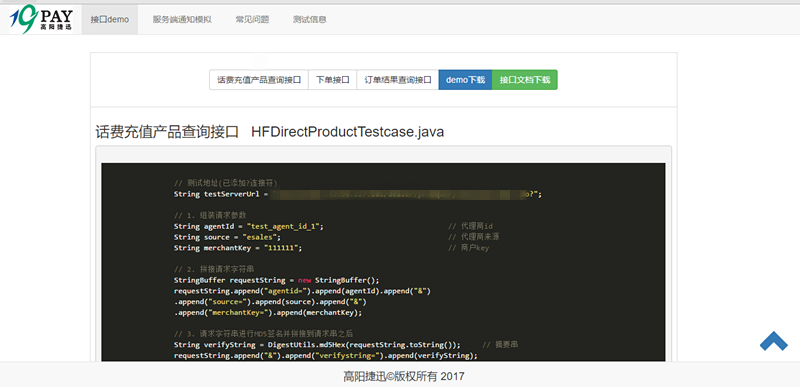 19 PAY
高阳捷迅
接口demo 服务端通知模拟 常见问题 测试信息
话费充值产品查询接口 下单接口 订单结果查询接口 demo下载 接口文档下载
话费充值产品查询接口 HFDirectProductTestcase.java
// 测试地址(已添加?连接符)
String testServerUrl = o?";
// 1. 组装请求参数
String agentId = "test_agent_id_1"; // 代理商id
String source = "esales"; // 代理商来源
String merchantKey = "111111"; // 商户key
// 2. 拼接请求字符串
StringBuffer requestString = new StringBuffer();
requestString.append("agentid=").append(agentId).append("&")
.append("source=").append(source).append("&")
.append("merchantKey=").append(merchantKey);
// 3. 请求字符串进行MD5签名并拼接到请求串之后
String verifyString = DigestUtils.md5Hex(requestString.toString()); // 摘要串
requestString.append("&").append("verifystring=").append(verifyString);
高阳捷迅©版权所有 2017